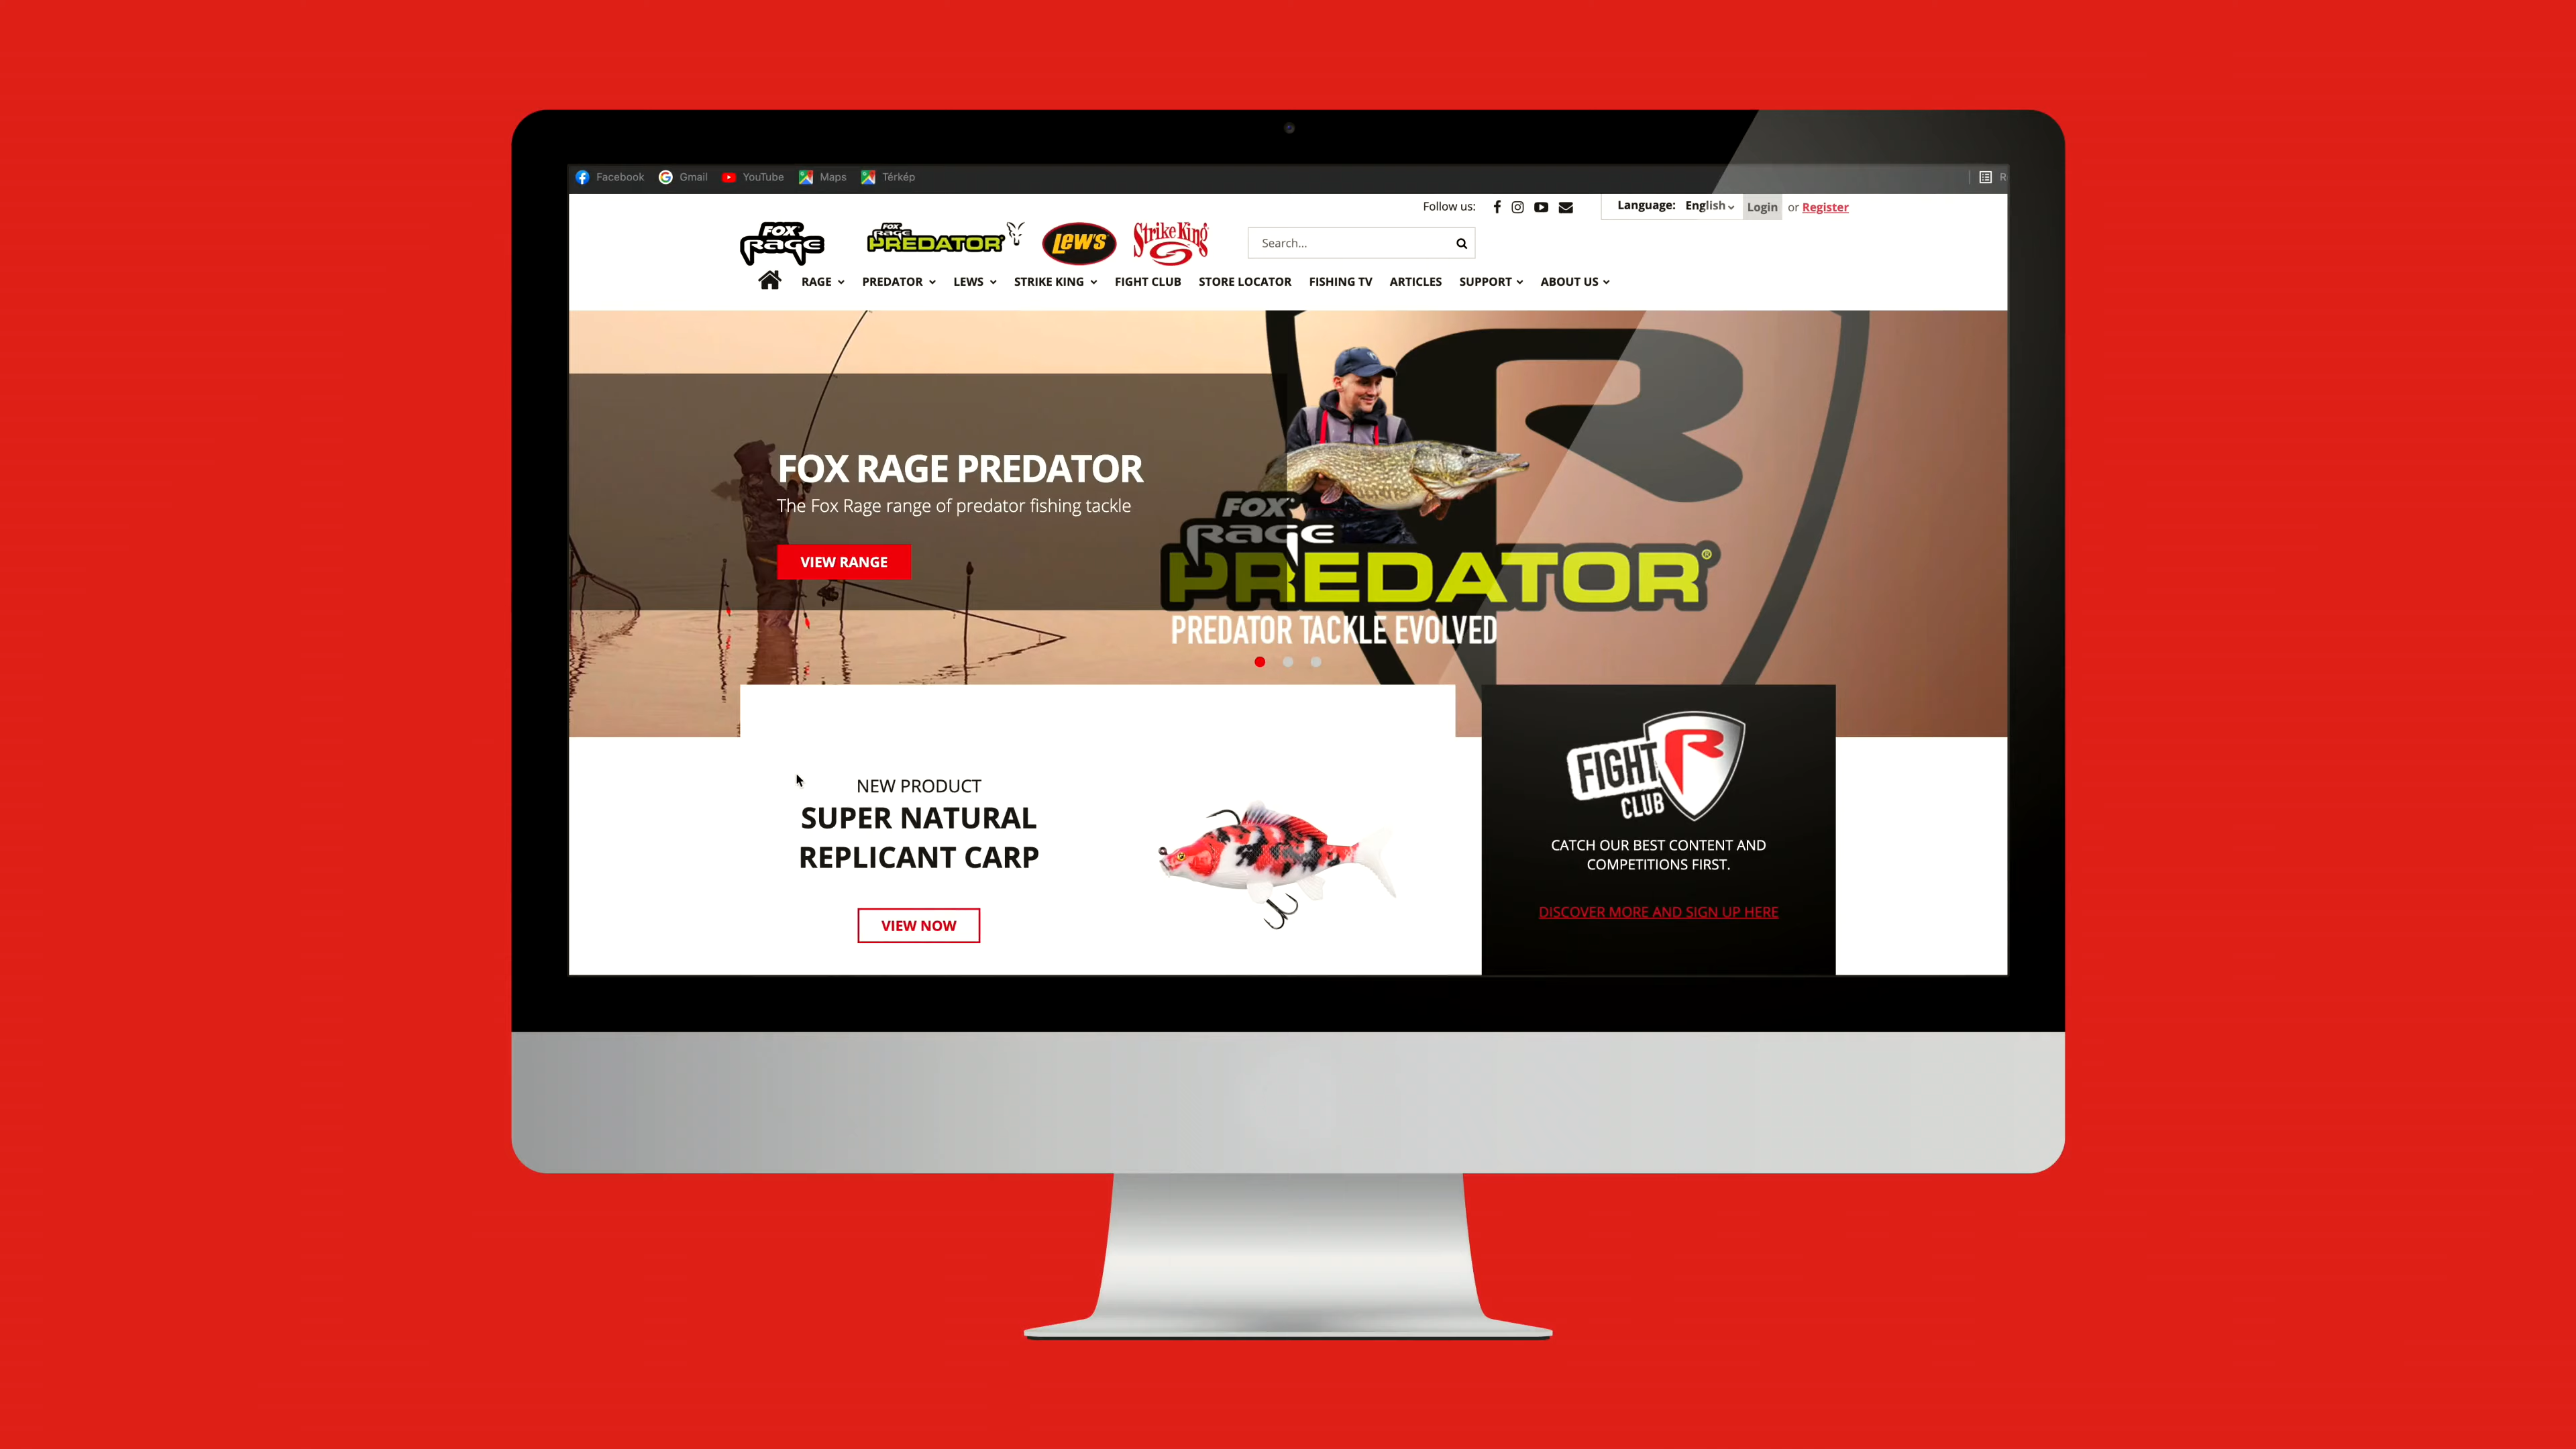 Facebook Gmail YouTube Maps Térkép R
Follow us: Language: English Login or Register
FOX RAGE
FOX RAGE PREDATOR
LEW'S
Strike King
Search...
RAGE PREDATOR LEWS STRIKE KING FIGHT CLUB STORE LOCATOR FISHING TV ARTICLES SUPPORT ABOUT US
FOX RAGE PREDATOR
The Fox Rage range of predator fishing tackle
VIEW RANGE
R
FOX
RAGE
PREDATOR®
PREDATOR TACKLE EVOLVED
NEW PRODUCT
SUPER NATURAL
REPLICANT CARP
VIEW NOW
FIGHT R
CLUB
CATCH OUR BEST CONTENT AND
COMPETITIONS FIRST.
DISCOVER MORE AND SIGN UP HERE